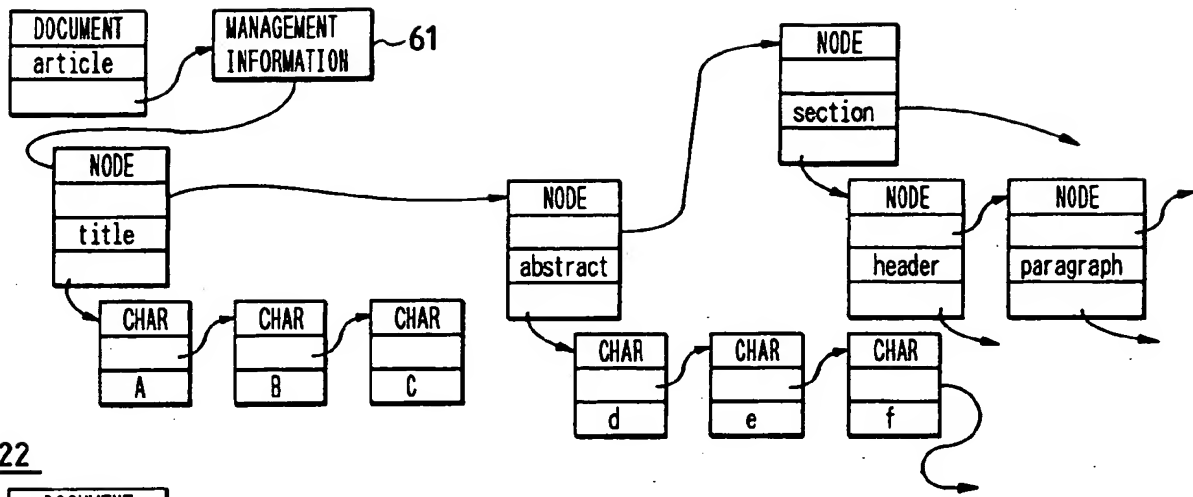 DOCUMENT
article
MANAGEMENT
INFORMATION
61
NODE
section
NODE
title
NODE
abstract
NODE
header
NODE
paragraph
CHAR
A
CHAR
B
CHAR
C
CHAR
d
CHAR
e
CHAR
f
22
DOCUMENT